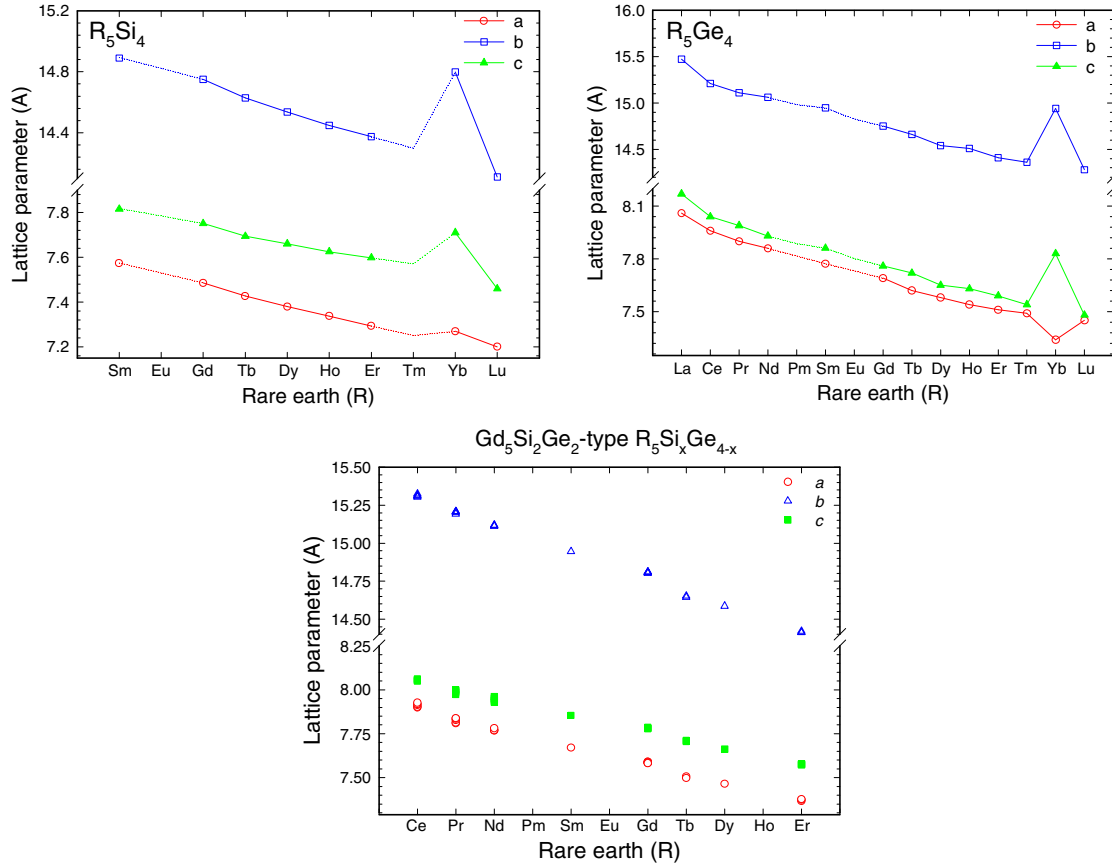 R5Si4
a
b
c
15.2
14.8
14.4
7.8
7.6
7.4
7.2
Lattice parameter (A)
Sm Eu Gd Tb Dy Ho Er Tm Yb Lu
Rare earth (R)
R5Ge4
a
b
c
16.0
15.5
15.0
14.5
8.1
7.8
7.5
Lattice parameter (A)
La Ce Pr Nd Pm Sm Eu Gd Tb Dy Ho Er Tm Yb Lu
Rare earth (R)
Gd5Si2Ge2-type R5SixGe4-x
a
b
c
15.50
15.25
15.00
14.75
14.50
8.25
8.00
7.75
7.50
Lattice parameter (A)
Ce Pr Nd Pm Sm Eu Gd Tb Dy Ho Er
Rare earth (R)